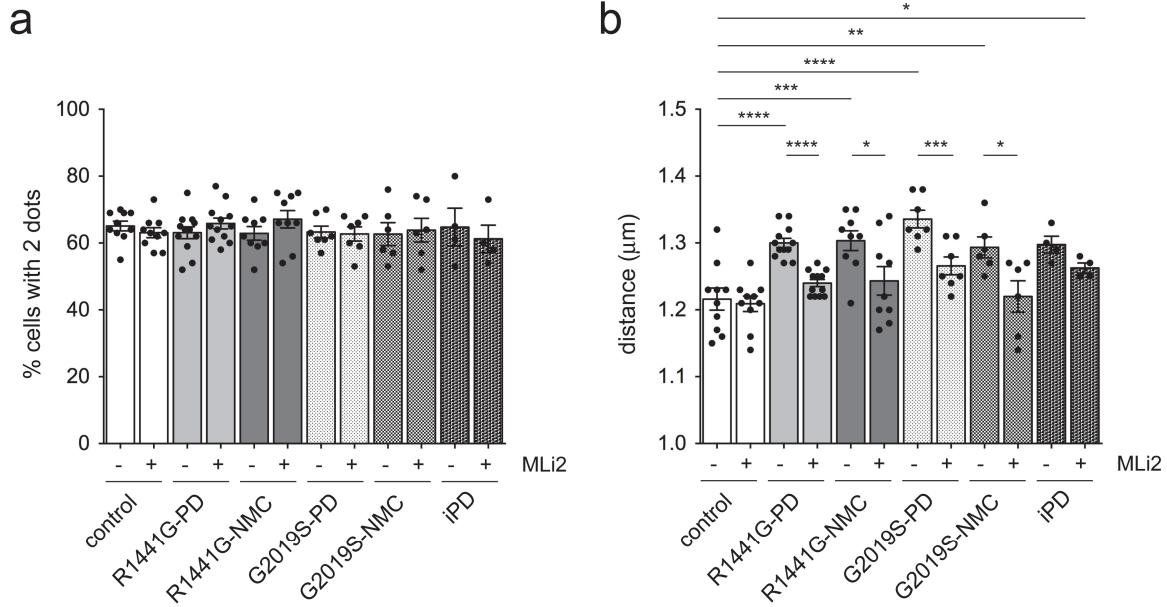 a
% cells with 2 dots
100
80
60
40
20
0
- + - + - + - + - + - + MLi2
control R1441G-PD R1441G-NMC G2019S-PD G2019S-NMC iPD
b
*
**
****
***
****
**** * *** *
distance (μm)
1.5
1.4
1.3
1.2
1.1
1.0
- + - + - + - + - + - + MLi2
control R1441G-PD R1441G-NMC G2019S-PD G2019S-NMC iPD